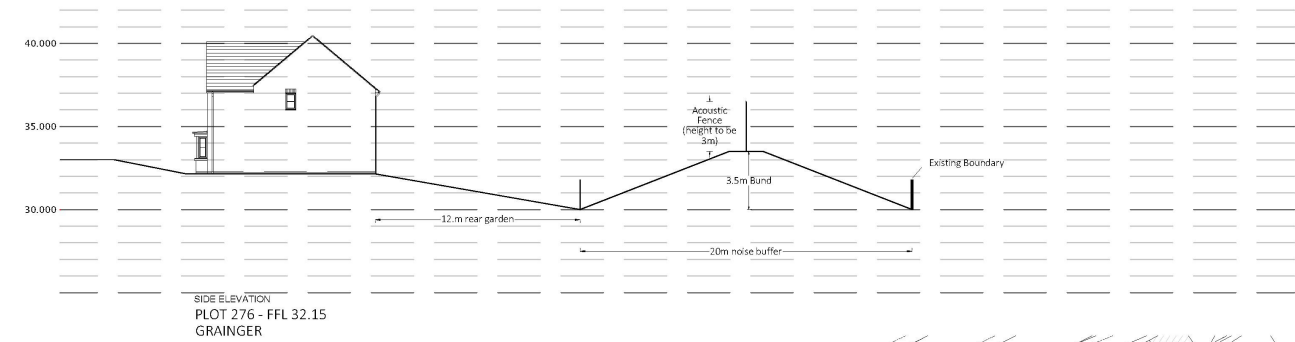 40.000
Acoustic
Fence
(height to be
3m)
35.000
Existing Boundary
3.5m Bund
30.000
12.m rear garden
20m noise buffer
SIDE ELEVATION
PLOT 276 - FFL 32.15
GRAINGER